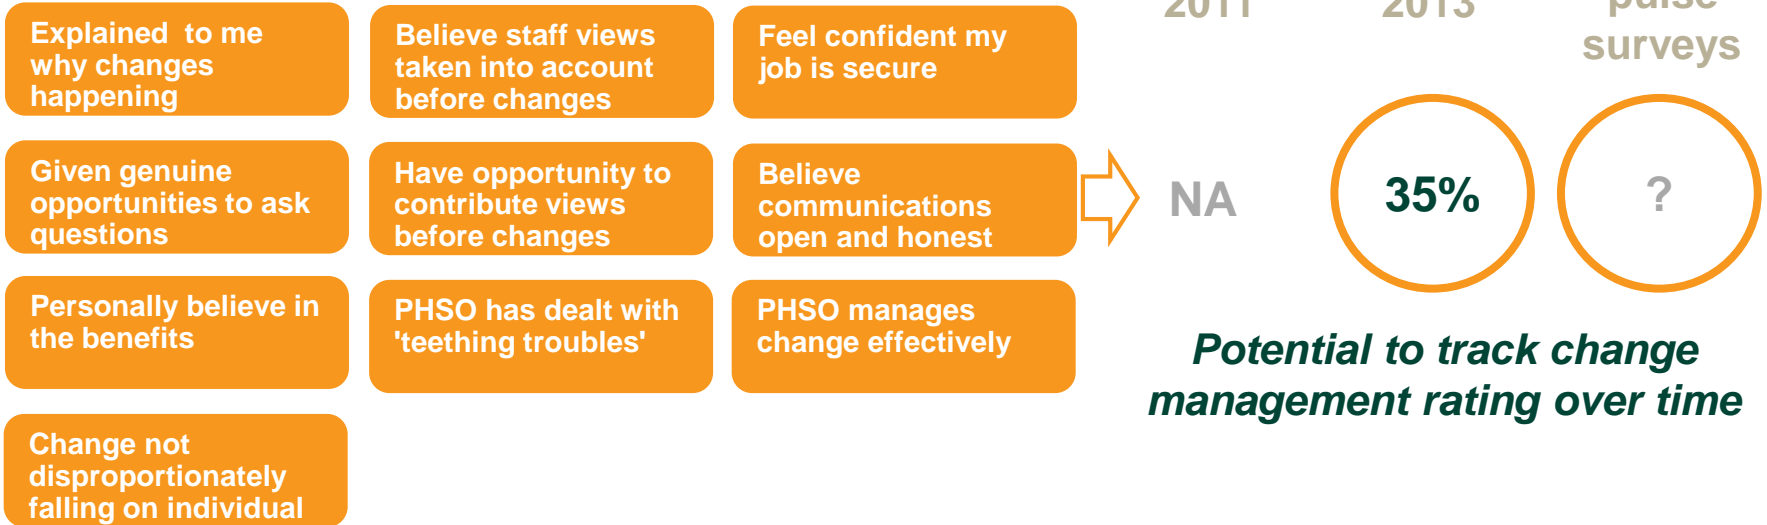 Explained  to me
why changes
happening
Believe staff views
taken into account
before changes
Feel confident my
job is secure
2011
2013
pulse
surveys
Given genuine
opportunities to ask
questions
Have opportunity to
contribute views
before changes
Believe
communications
open and honest
NA
35%
?
Personally believe in
the benefits
PHSO has dealt with
'teething troubles'
PHSO manages
change effectively
Potential to track change
management rating over time
Change not
disproportionately
falling on individual